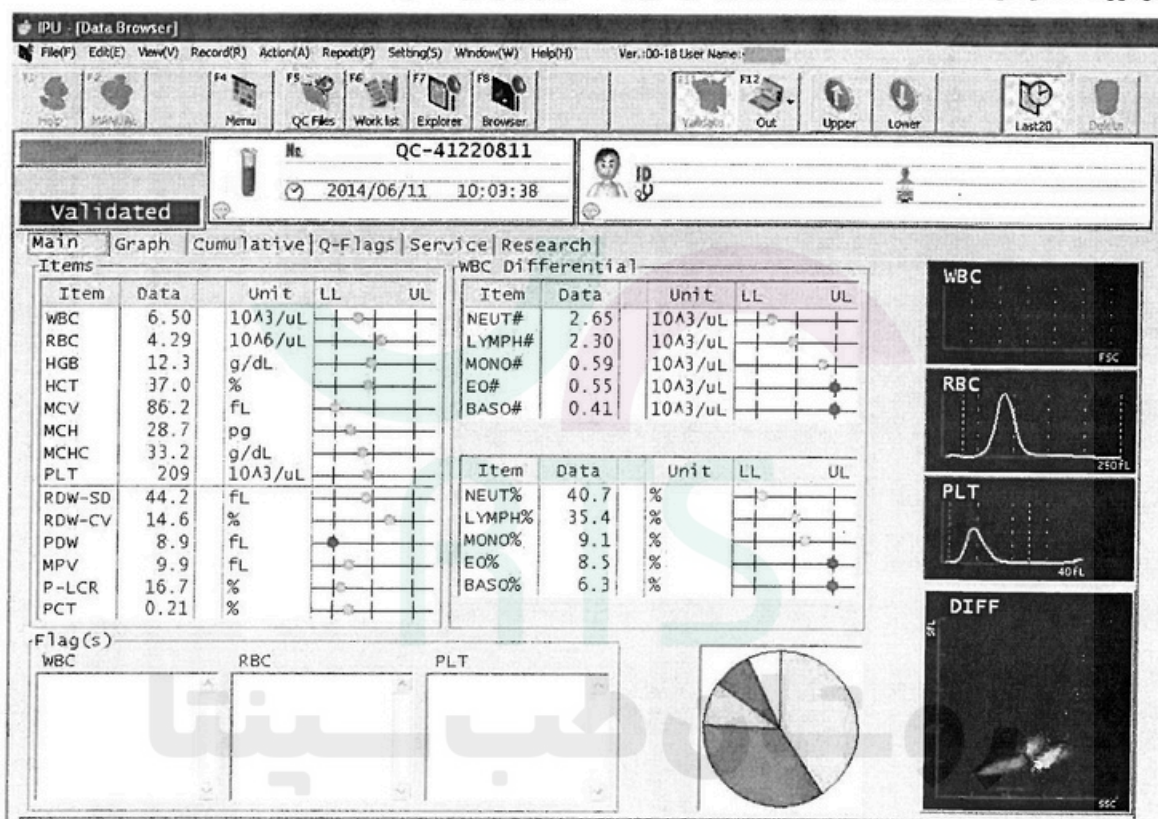 IPU - [Data Browser]
File(F) Edit(E) View(V) Record(R) Action(A) Report(P) Setting(S) Window(W) Help(H) Ver.:00-18 User Name:
F4 F5 F6 F7 F8 F12
Help MANUAL Menu QC Files Work list Explorer Browser Validate Out Upper Lower Last20 Delete
No. QC-41220811
ID
2014/06/11 10:03:38
Validated
Main Graph Cumulative Q-Flags Service Research
Items
Item Data Unit LL UL
WBC 6.50 10^3/uL
RBC 4.29 10^6/uL
HGB 12.3 g/dL
HCT 37.0 %
MCV 86.2 fL
MCH 28.7 pg
MCHC 33.2 g/dL
PLT 209 10^3/uL
RDW-SD 44.2 fL
RDW-CV 14.6 %
PDW 8.9 fL
MPV 9.9 fL
P-LCR 16.7 %
PCT 0.21 %
WBC Differential
Item Data Unit LL UL
NEUT# 2.65 10^3/uL
LYMPH# 2.30 10^3/uL
MONO# 0.59 10^3/uL
EO# 0.55 10^3/uL
BASO# 0.41 10^3/uL
Item Data Unit LL UL
NEUT% 40.7 %
LYMPH% 35.4 %
MONO% 9.1 %
EO% 8.5 %
BASO% 6.3 %
WBC
FSC
RBC
250fL
PLT
40fL
DIFF
SFL
SSC
Flag(s)
WBC RBC PLT
روشان طب سینتا